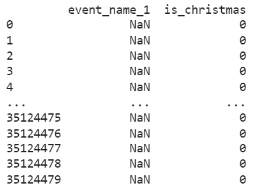 event_name_1 is_christmas
0 NaN 0
1 NaN 0
2 NaN 0
3 NaN 0
4 NaN 0
... ... ...
35124475 NaN 0
35124476 NaN 0
35124477 NaN 0
35124478 NaN 0
35124479 NaN 0